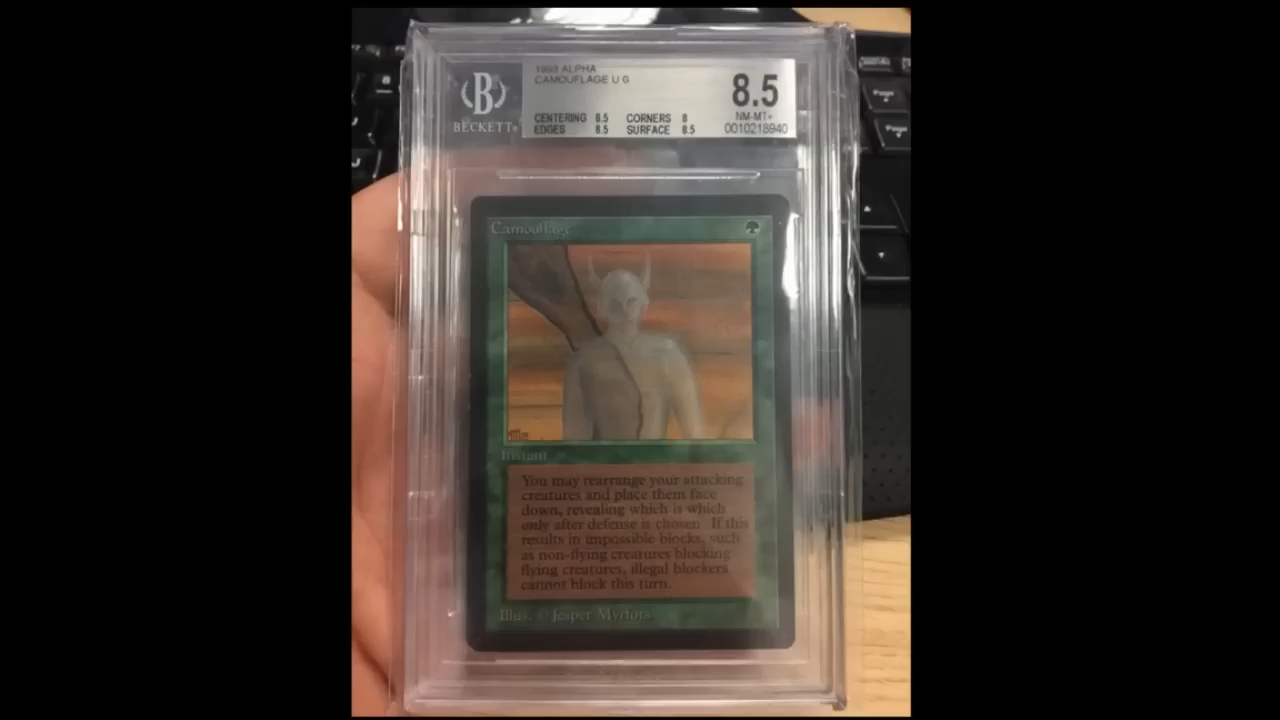 1993 ALPHA
CAMOUFLAGE U G
8.5
NM-MT+
0010218940
CENTERING 8.5 CORNERS 8
EDGES 8.5 SURFACE 8.5
B
BECKETT
Camouflage
Instant
You may rearrange your attacking
creatures and place them face
down, revealing which is which
only after defense is chosen. If this
results in impossible blocks, such
as non-flying creatures blocking
flying creatures, illegal blockers
cannot block this turn.
Illus. © Jesper Myrfors
Page
Page